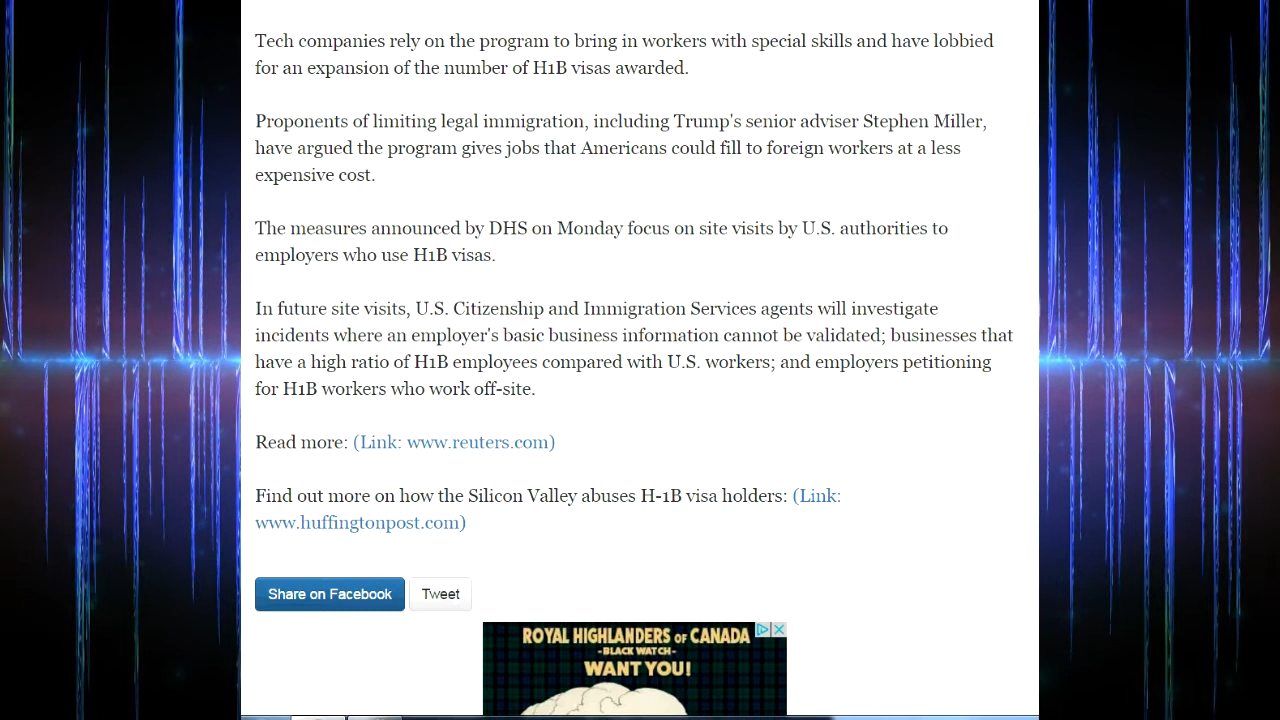 Tech companies rely on the program to bring in workers with special skills and have lobbied
for an expansion of the number of H1B visas awarded.
Proponents of limiting legal immigration, including Trump's senior adviser Stephen Miller,
have argued the program gives jobs that Americans could fill to foreign workers at a less
expensive cost.
The measures announced by DHS on Monday focus on site visits by U.S. authorities to
employers who use H1B visas.
In future site visits, U.S. Citizenship and Immigration Services agents will investigate
incidents where an employer's basic business information cannot be validated; businesses that
have a high ratio of H1B employees compared with U.S. workers; and employers petitioning
for H1B workers who work off-site.
Read more: (Link: www.reuters.com)
Find out more on how the Silicon Valley abuses H-1B visa holders: (Link:
www.huffingtonpost.com)
Share on Facebook Tweet
ROYAL HIGHLANDERS OF CANADA
-BLACK WATCH-
WANT YOU!